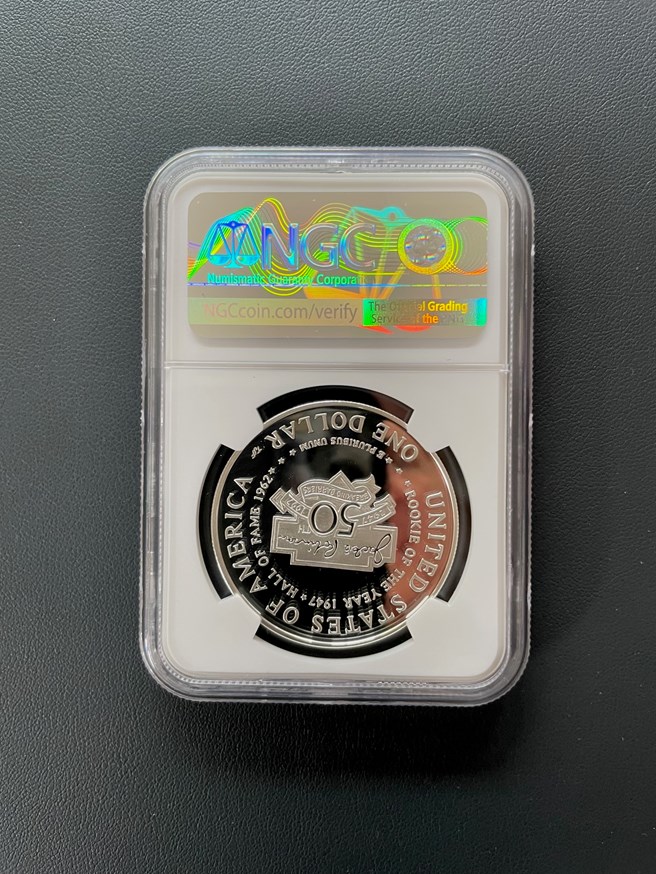 NGC
Numismatic Guaranty Corporation
NGCcoin.com/verify
The Official Grading
Service of the
UNITED STATES OF AMERICA
ROOKIE OF THE YEAR 1947 ★ HALL OF FAME 1962 ★ ★ ★
50
TH
ONE DOLLAR
★ ★ E PLURIBUS UNUM